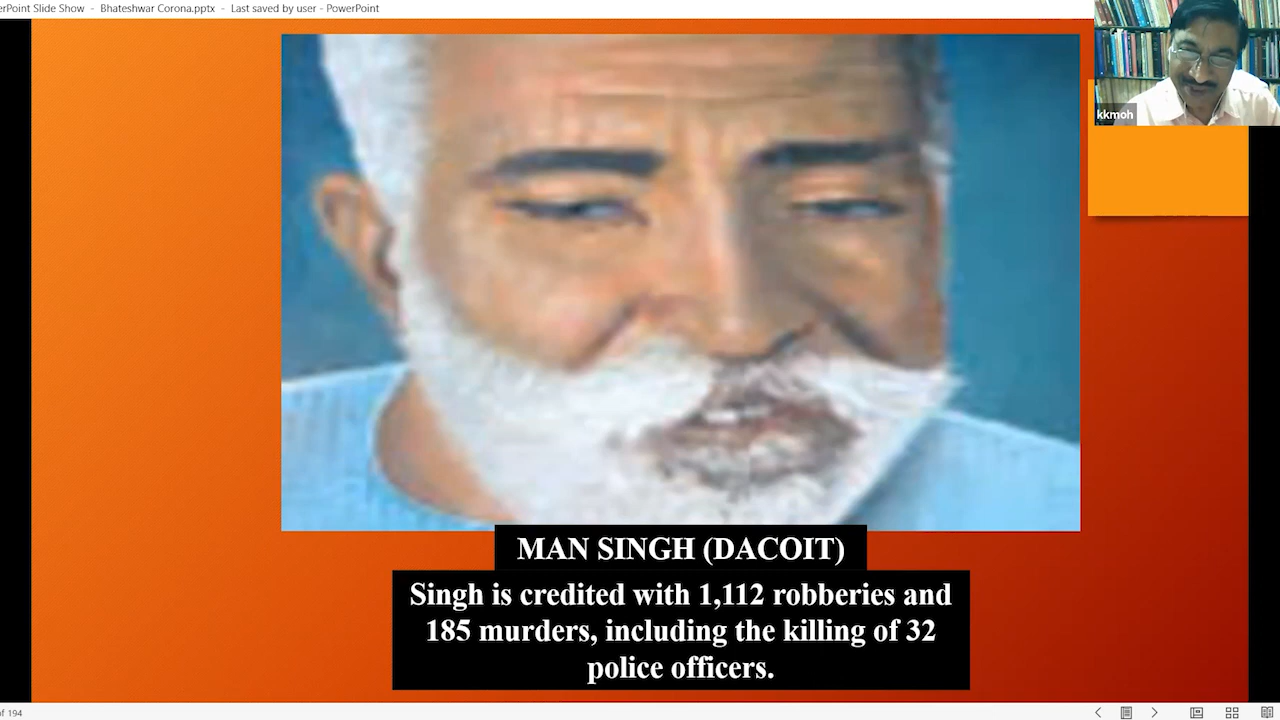 erPoint Slide Show - Bhateshwar Corona.pptx - Last saved by user - PowerPoint
kkmoh
MAN SINGH (DACOIT)
Singh is credited with 1,112 robberies and
185 murders, including the killing of 32
police officers.
of 194